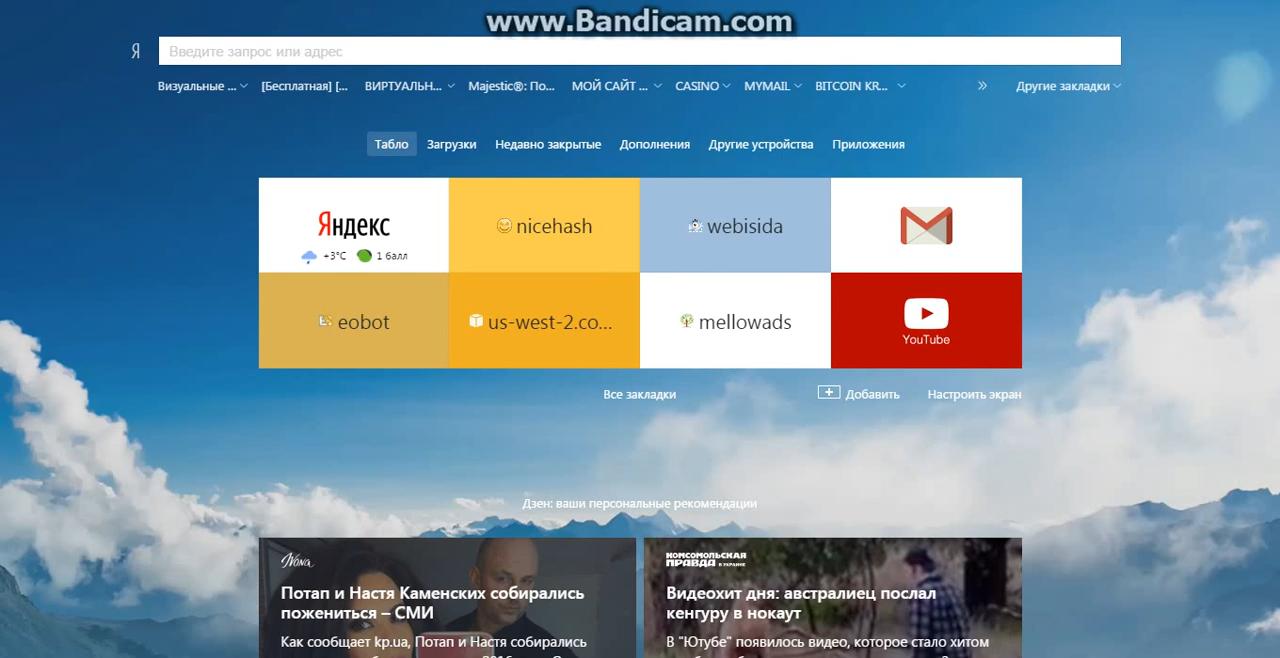 www.Bandicam.com
Я Введите запрос или адрес
Визуальные ... [Бесплатная] [... ВИРТУАЛЬН... Majestic®: По... МОЙ САЙТ ... CASINO MYMAIL BITCOIN KR... » Другие закладки
Табло Загрузки Недавно закрытые Дополнения Другие устройства Приложения
Яндекс nicehash webisida
+3°C 1 балл
eobot us-west-2.co... mellowads YouTube
Все закладки Добавить Настроить экран
Дзен: ваши персональные рекомендации
Nona
Потап и Настя Каменских собирались
пожениться – СМИ
Как сообщает kp.ua, Потап и Настя собирались
КОМСОМОЛЬСКАЯ
ПРАВДА В УКРАИНЕ
Видеохит дня: австралиец послал
кенгуру в нокаут
В "Ютубе" появилось видео, которое стало хитом